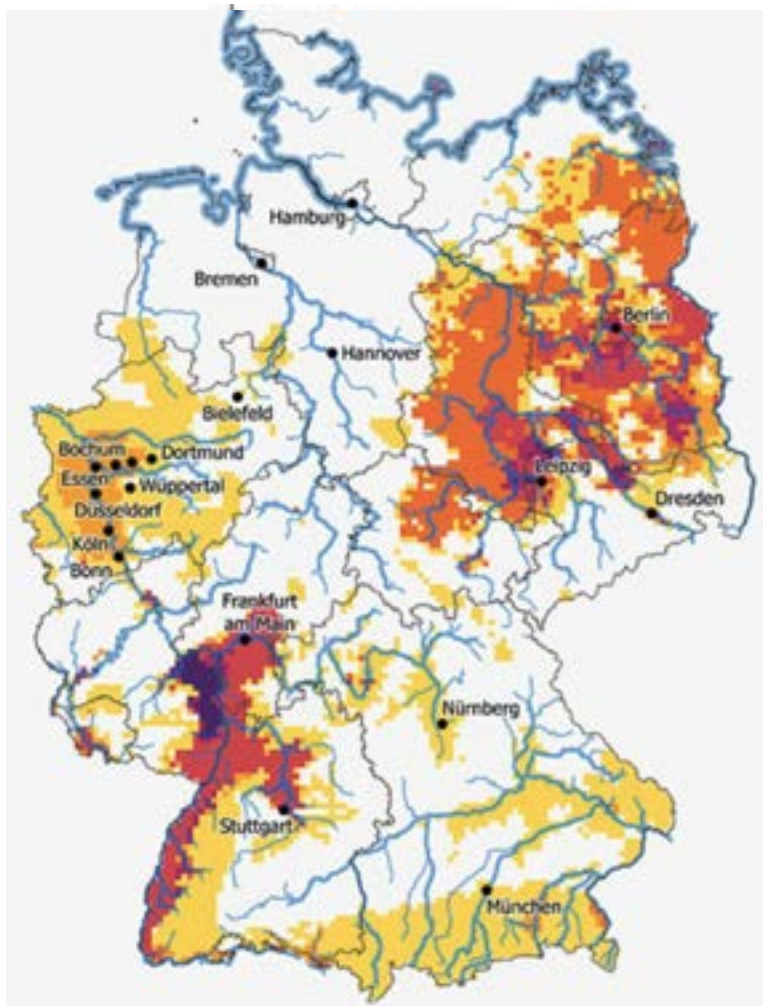 Hamburg
Bremen
Berlin
Hannover
Bielefeld
Bochum
Dortmund
Essen
Wuppertal
Leipzig
Düsseldorf
Dresden
Köln
Bonn
Frankfurt
am Main
Nürnberg
Stuttgart
München